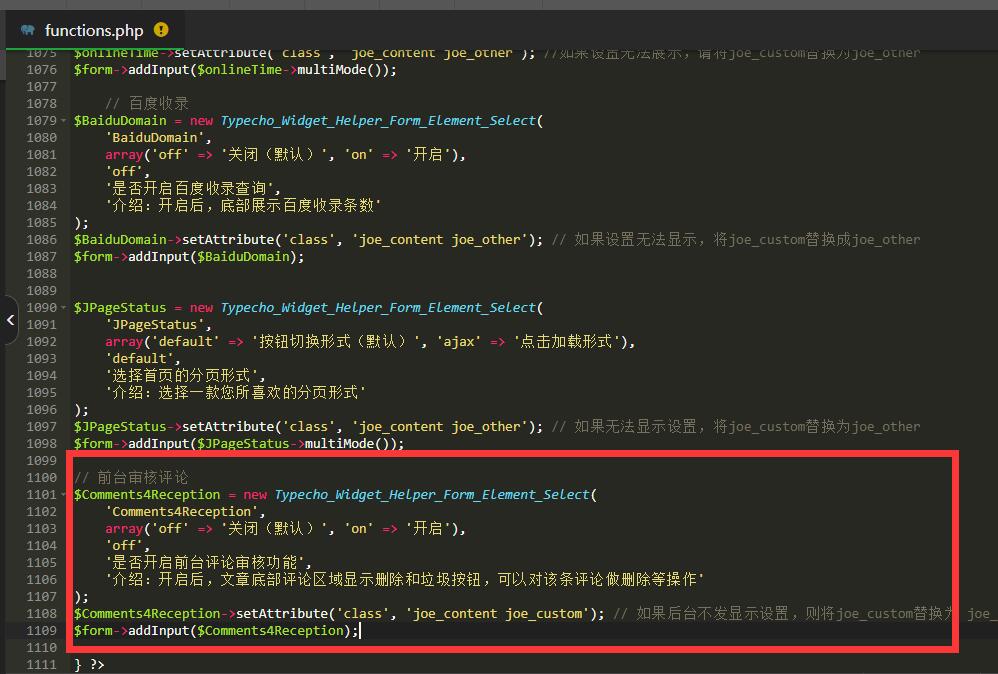 functions.php
1075 $onlineTime->setAttribute('class', 'joe_content joe_other'); //如果设置无法展示，请将joe_custom替换为joe_other
1076 $form->addInput($onlineTime->multiMode());
1077
1078 // 百度收录
1079 $BaiduDomain = new Typecho_Widget_Helper_Form_Element_Select(
1080 'BaiduDomain',
1081 array('off' => '关闭（默认）', 'on' => '开启'),
1082 'off',
1083 '是否开启百度收录查询',
1084 '介绍：开启后，底部展示百度收录条数'
1085 );
1086 $BaiduDomain->setAttribute('class', 'joe_content joe_other'); // 如果设置无法显示，将joe_custom替换成joe_other
1087 $form->addInput($BaiduDomain);
1088
1089
1090 $JPageStatus = new Typecho_Widget_Helper_Form_Element_Select(
1091 'JPageStatus',
1092 array('default' => '按钮切换形式（默认）', 'ajax' => '点击加载形式'),
1093 'default',
1094 '选择首页的分页形式',
1095 '介绍：选择一款您所喜欢的分页形式'
1096 );
1097 $JPageStatus->setAttribute('class', 'joe_content joe_other'); // 如果无法显示设置，将joe_custom替换为joe_other
1098 $form->addInput($JPageStatus->multiMode());
1099
1100 // 前台审核评论
1101 $Comments4Reception = new Typecho_Widget_Helper_Form_Element_Select(
1102 'Comments4Reception',
1103 array('off' => '关闭（默认）', 'on' => '开启'),
1104 'off',
1105 '是否开启前台评论审核功能',
1106 '介绍：开启后，文章底部评论区域显示删除和垃圾按钮，可以对该条评论做删除等操作'
1107 );
1108 $Comments4Reception->setAttribute('class', 'joe_content joe_custom'); // 如果后台不发显示设置，则将joe_custom替换为 joe_
1109 $form->addInput($Comments4Reception);
1110
1111 } ?>